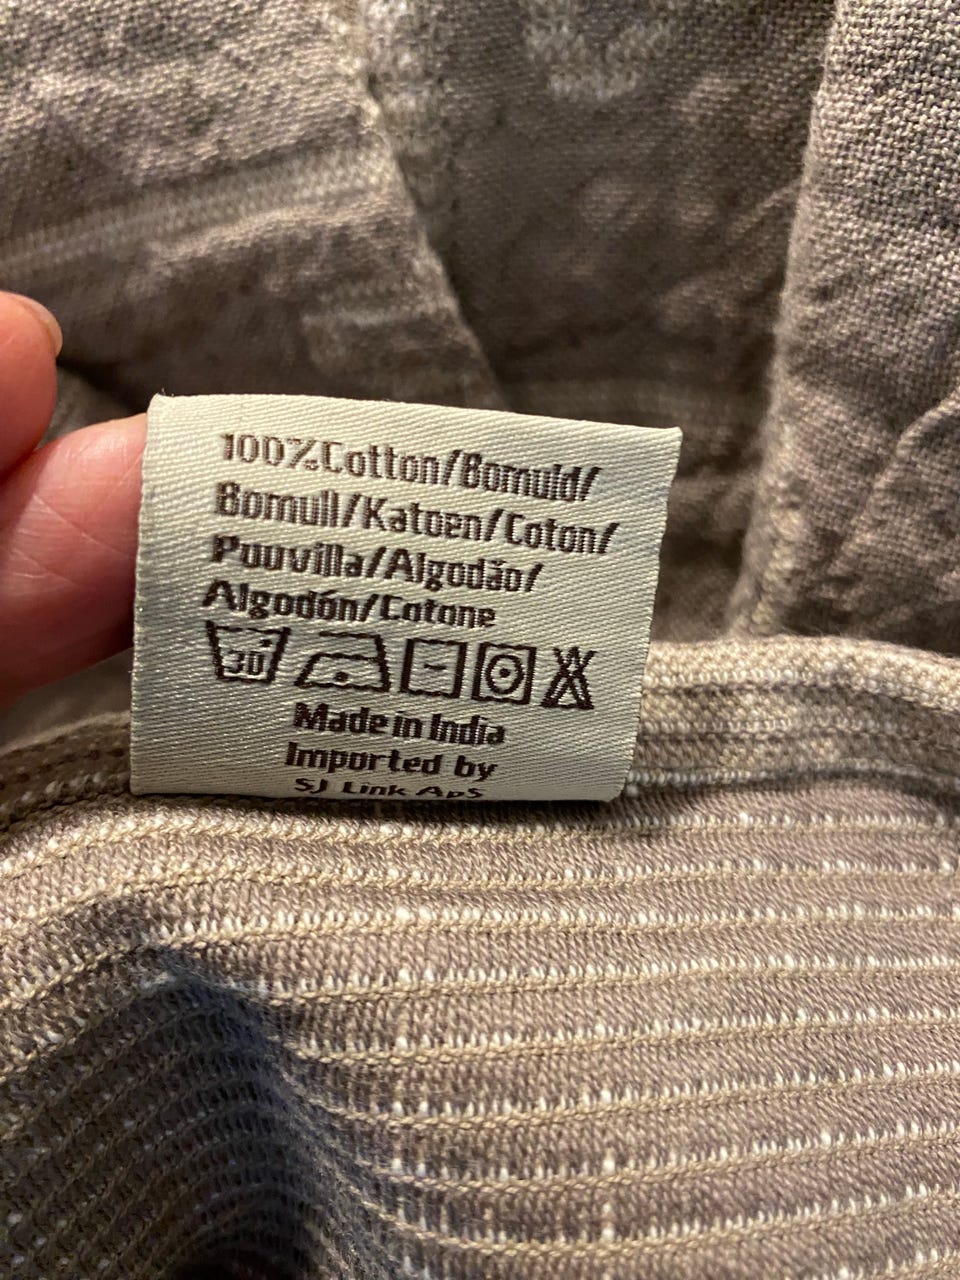 100%Cotton/Bomuld/
Bomull/Katoen/Coton/
Puuvilla/Algodão/
Algodón/Cotone
30
Made in India
Imported by
SJ Link ApS